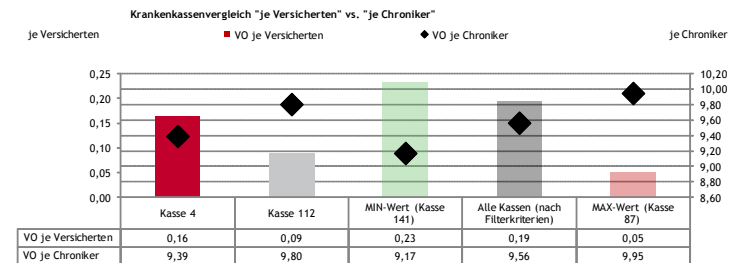 Krankenkassenvergleich "je Versicherten" vs. "je Chroniker"
je Versicherten VO je Versicherten VO je Chroniker je Chroniker
0,25 10,20
10,00
0,20 9,80
9,60
0,15 9,40
0,10 9,20
9,00
0,05 8,80
0,00 8,60
Kasse 4 Kasse 112 MIN-Wert (Kasse 141) Alle Kassen (nach Filterkriterien) MAX-Wert (Kasse 87)
VO je Versicherten 0,16 0,09 0,23 0,19 0,05
VO je Chroniker 9,39 9,80 9,17 9,56 9,95